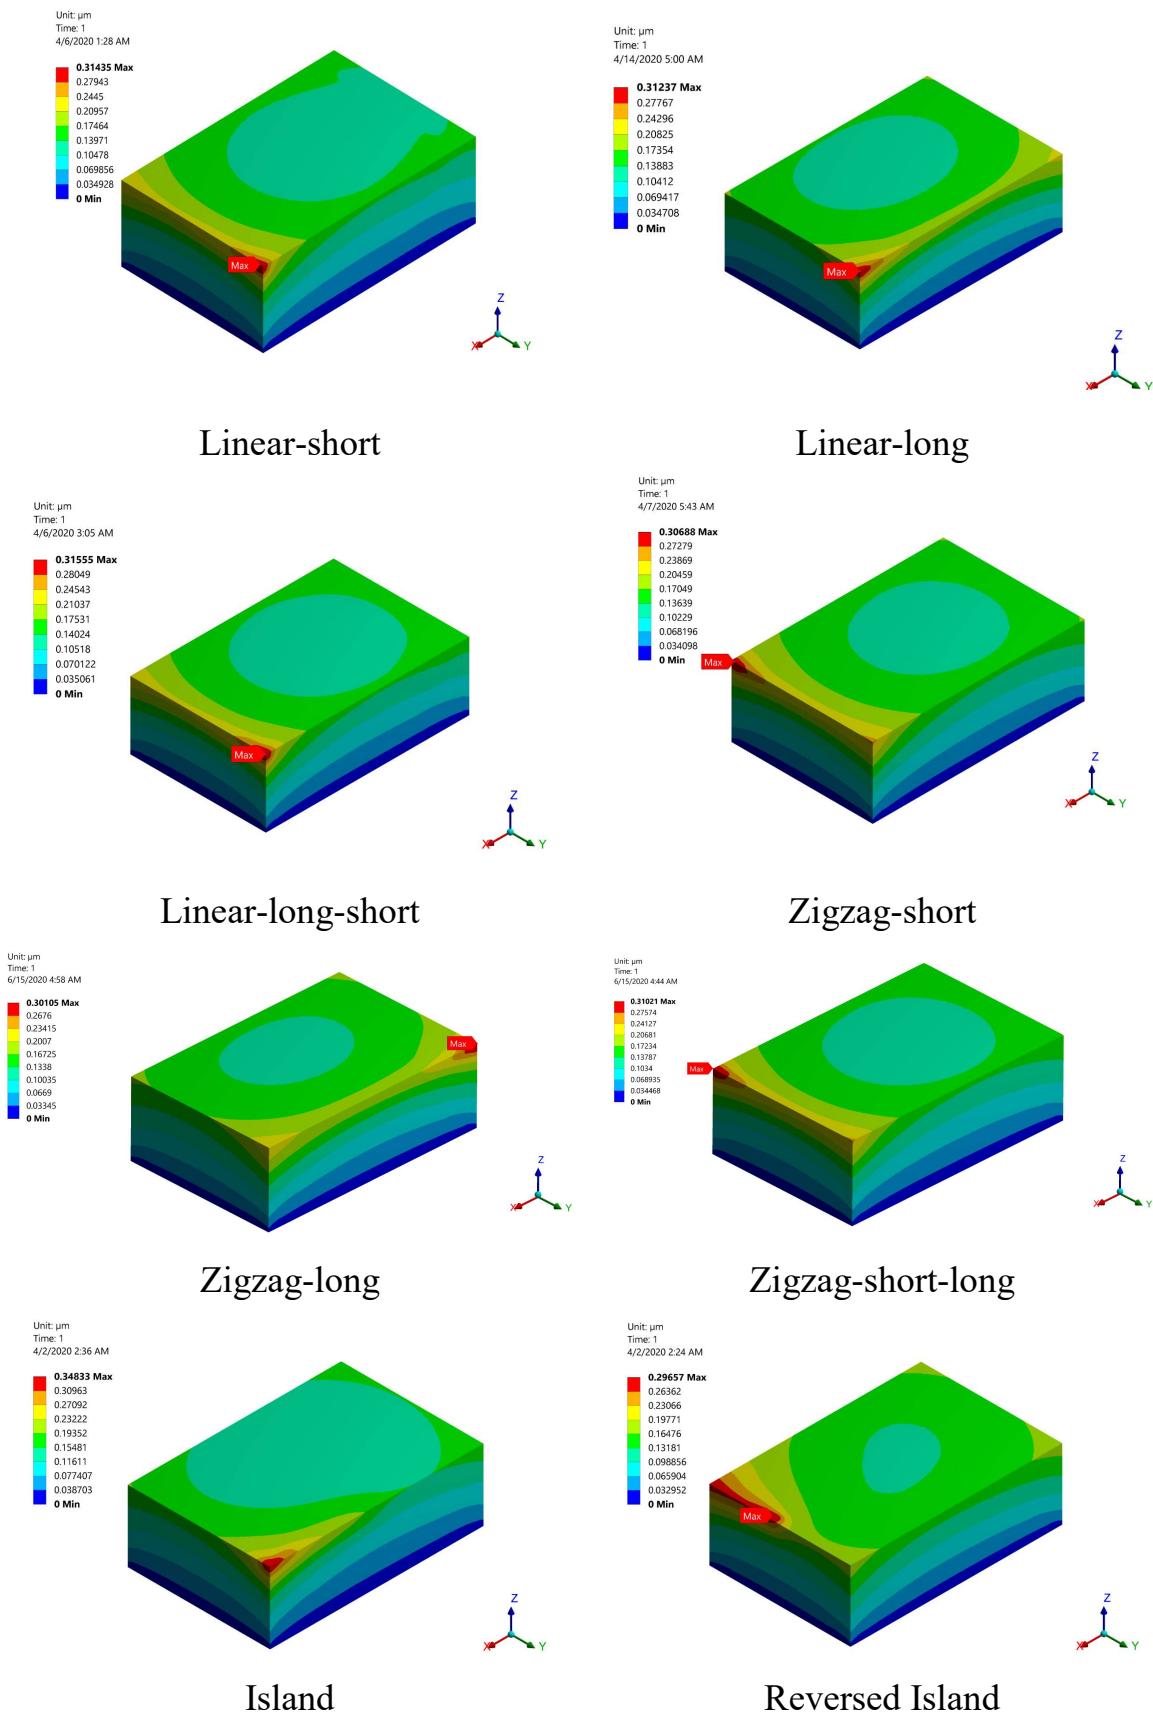 Unit: µm
Time: 1
4/6/2020 1:28 AM
0.31435 Max
0.27943
0.2445
0.20957
0.17464
0.13971
0.10478
0.069856
0.034928
0 Min
Max
Z
X
Y
Linear-short
Unit: µm
Time: 1
4/14/2020 5:00 AM
0.31237 Max
0.27767
0.24296
0.20825
0.17354
0.13883
0.10412
0.069417
0.034708
0 Min
Max
Z
X
Y
Linear-long
Unit: µm
Time: 1
4/6/2020 3:05 AM
0.31555 Max
0.28049
0.24543
0.21037
0.17531
0.14024
0.10518
0.070122
0.035061
0 Min
Max
Z
X
Y
Linear-long-short
Unit: µm
Time: 1
4/7/2020 5:43 AM
0.30688 Max
0.27279
0.23869
0.20459
0.17049
0.13639
0.10229
0.068196
0.034098
0 Min
Max
Z
X
Y
Zigzag-short
Unit: µm
Time: 1
6/15/2020 4:58 AM
0.30105 Max
0.2676
0.23415
0.2007
0.16725
0.1338
0.10035
0.0669
0.03345
0 Min
Max
Z
X
Y
Zigzag-long
Unit: µm
Time: 1
6/15/2020 4:44 AM
0.31021 Max
0.27574
0.24127
0.20681
0.17234
0.13787
0.1034
0.068935
0.034468
0 Min
Max
Z
X
Y
Zigzag-short-long
Unit: µm
Time: 1
4/2/2020 2:36 AM
0.34833 Max
0.30963
0.27092
0.23222
0.19352
0.15481
0.11611
0.077407
0.038703
0 Min
Z
X
Y
Island
Unit: µm
Time: 1
4/2/2020 2:24 AM
0.29657 Max
0.26362
0.23066
0.19771
0.16476
0.13181
0.098856
0.065904
0.032952
0 Min
Max
Z
X
Y
Reversed Island